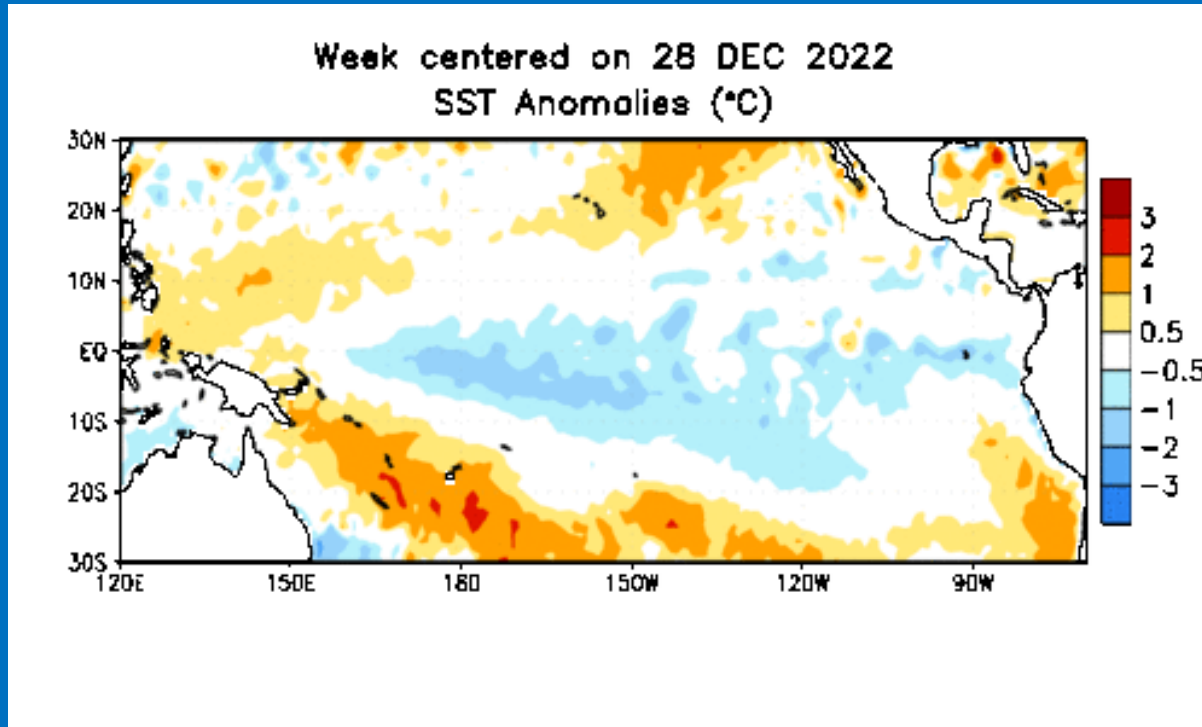 Week centered on 28 DEC 2022
SST Anomalies (°C)
30N
20N
10N
EQ
10S
20S
30S
120E 150E 180 150W 120W 90W
3
2
1
0.5
-0.5
-1
-2
-3